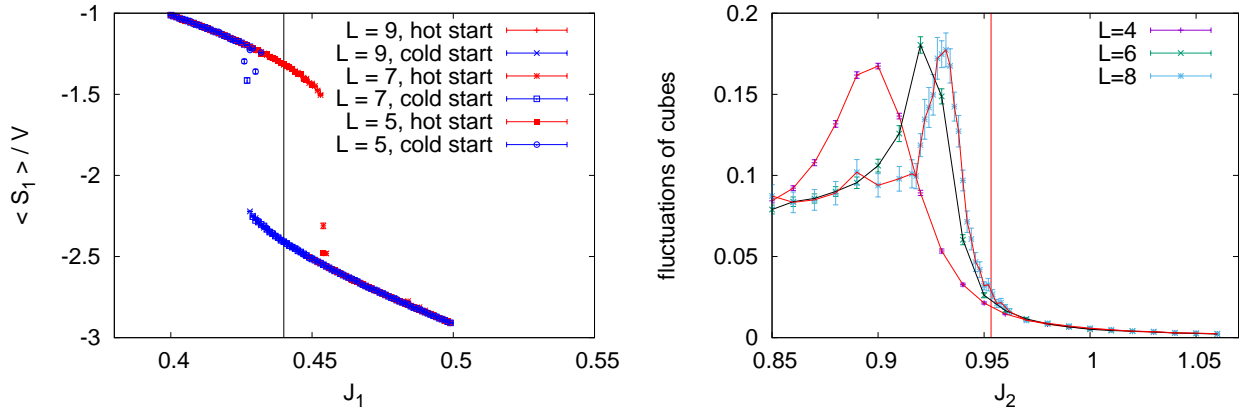 -1
-1.5
-2
-2.5
-3
0.4
0.45
0.5
0.55
J1
< S1 > / V
L = 9, hot start
L = 9, cold start
L = 7, hot start
L = 7, cold start
L = 5, hot start
L = 5, cold start
0.2
0.15
0.1
0.05
0
0.85
0.9
0.95
1
1.05
J2
fluctuations of cubes
L=4
L=6
L=8